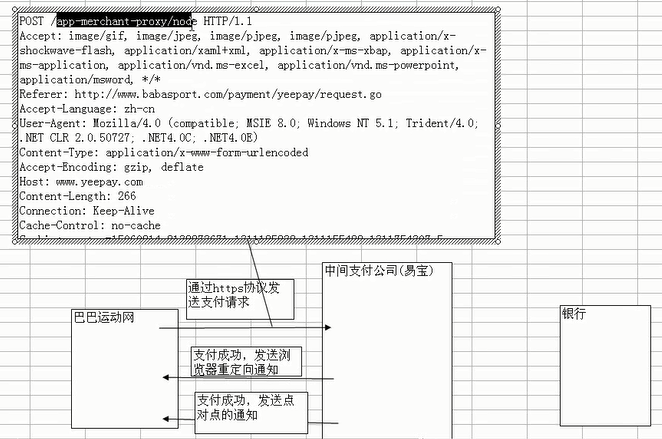 POST /app-merchant-proxy/node HTTP/1.1
Accept: image/gif, image/jpeg, image/pjpeg, image/pjpeg, application/x-
shockwave-flash, application/xaml+xml, application/x-ms-xbap, application/x-
ms-application, application/vnd.ms-excel, application/vnd.ms-powerpoint,
application/msword, */*
Referer: http://www.babasport.com/payment/yeepay/request.go
Accept-Language: zh-cn
User-Agent: Mozilla/4.0 (compatible; MSIE 8.0; Windows NT 5.1; Trident/4.0;
.NET CLR 2.0.50727; .NET4.0C; .NET4.0E)
Content-Type: application/x-www-form-urlencoded
Accept-Encoding: gzip, deflate
Host: www.yeepay.com
Content-Length: 266
Connection: Keep-Alive
Cache-Control: no-cache
中间支付公司(易宝)
通过https协议发
送支付请求
银行
巴巴运动网
支付成功，发送浏
览器重定向通知
支付成功，发送点
对点的通知